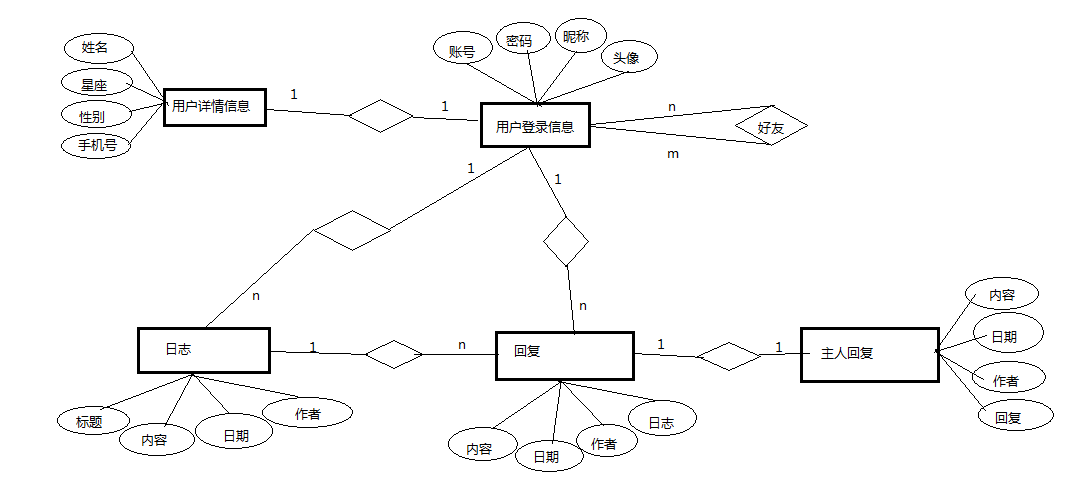 姓名
星座
性别
手机号
用户详情信息
1
1
账号
密码
昵称
头像
用户登录信息
n
m
好友
1
n
1
n
日志
1
n
回复
1
1
主人回复
标题
内容
日期
作者
内容
日期
作者
日志
内容
日期
作者
回复